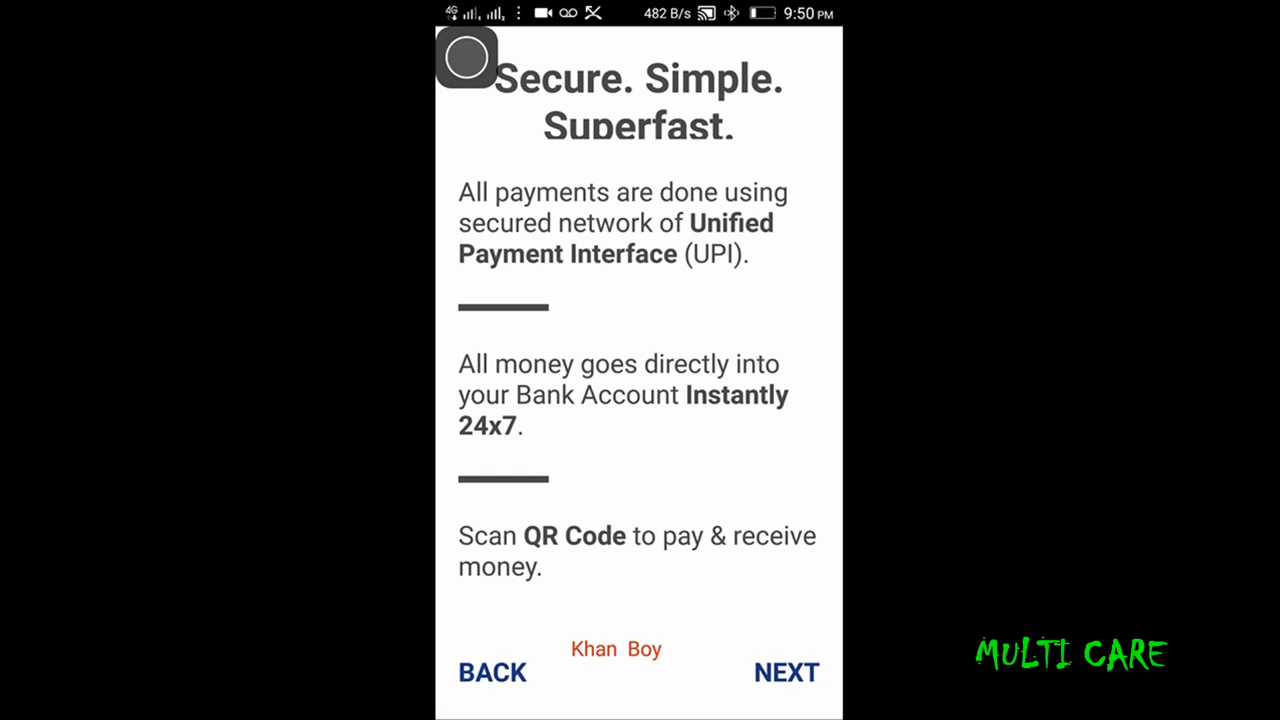 4G 482 B/s 9:50 PM
Secure. Simple.
Superfast.
All payments are done using
secured network of Unified
Payment Interface (UPI).
All money goes directly into
your Bank Account Instantly
24x7.
Scan QR Code to pay & receive
money.
Khan Boy
BACK NEXT
MULTI CARE